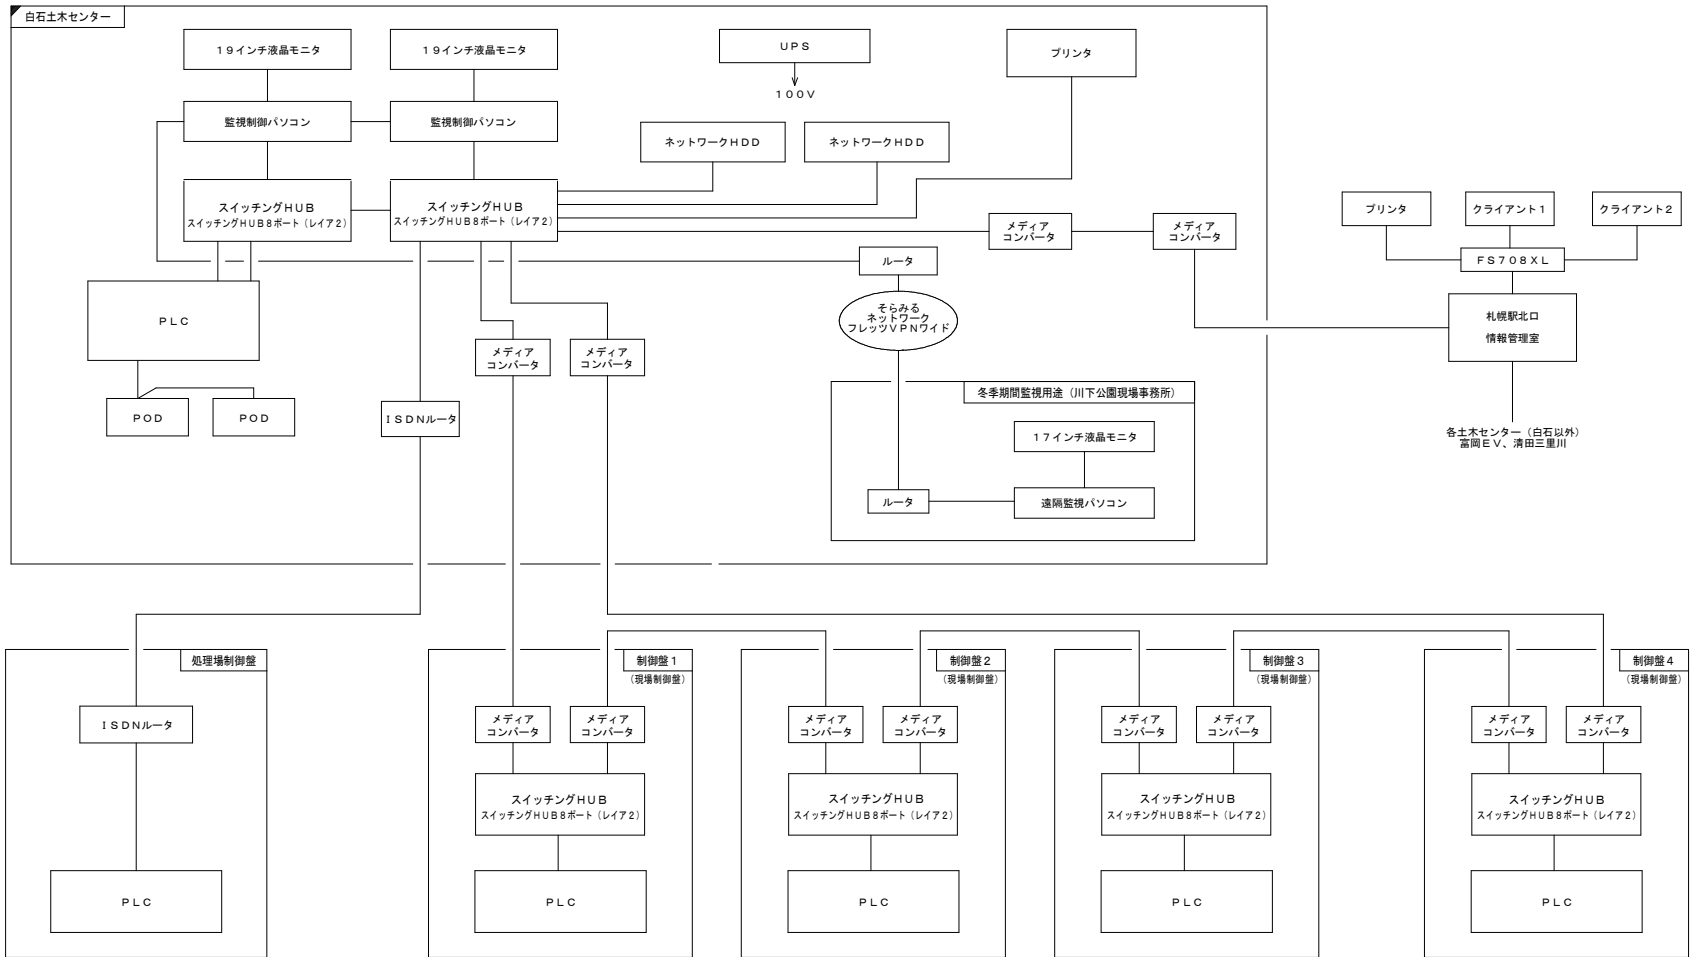 白石土木センター
19インチ液晶モニタ
19インチ液晶モニタ
UPS
100V
プリンタ
監視制御パソコン
監視制御パソコン
ネットワークHDD
ネットワークHDD
スイッチングHUB
スイッチングHUB8ポート（レイア2）
スイッチングHUB
スイッチングHUB8ポート（レイア2）
メディア
コンバータ
メディア
コンバータ
プリンタ
クライアント1
クライアント2
FS708XL
ルータ
PLC
そらみる
ネットワーク
フレッツVPNワイド
札幌駅北口
情報管理室
メディア
コンバータ
メディア
コンバータ
POD
POD
ISDNルータ
冬季期間監視用途（川下公園現場事務所）
17インチ液晶モニタ
ルータ
遠隔監視パソコン
各土木センター（白石以外）
富岡EV、清田三里川
処理場制御盤
ISDNルータ
PLC
制御盤1
（現場制御盤）
メディア
コンバータ
メディア
コンバータ
スイッチングHUB
スイッチングHUB8ポート（レイア2）
PLC
制御盤2
（現場制御盤）
メディア
コンバータ
メディア
コンバータ
スイッチングHUB
スイッチングHUB8ポート（レイア2）
PLC
制御盤3
（現場制御盤）
メディア
コンバータ
メディア
コンバータ
スイッチングHUB
スイッチングHUB8ポート（レイア2）
PLC
制御盤4
（現場制御盤）
メディア
コンバータ
メディア
コンバータ
スイッチングHUB
スイッチングHUB8ポート（レイア2）
PLC